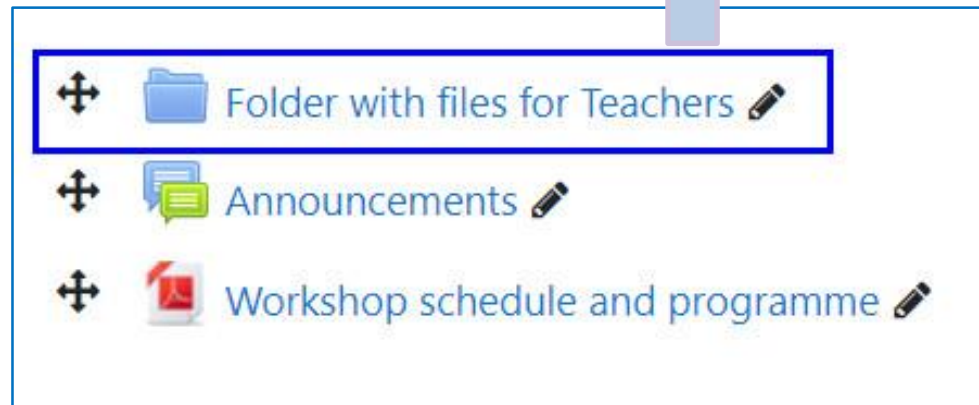 Folder with files for Teachers
Announcements
Workshop schedule and programme